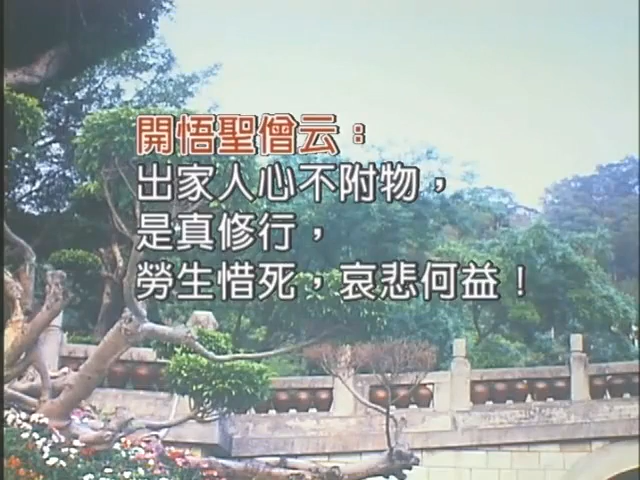 開悟聖僧云：
出家人心不附物，
是真修行，
勞生惜死，哀悲何益！